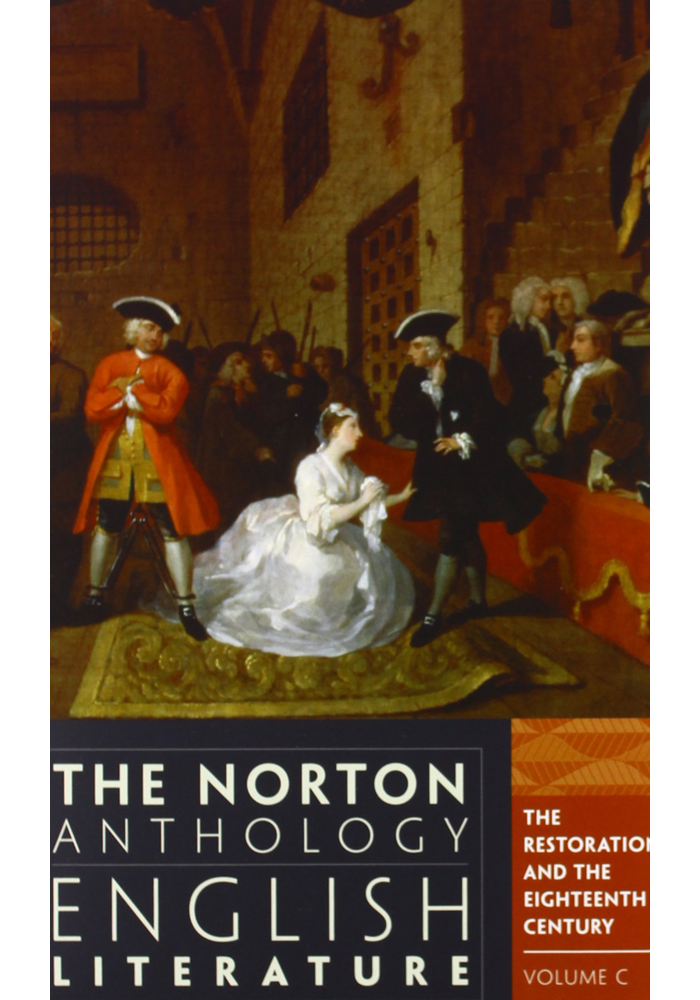 THE NORTON
ANTHOLOGY
ENGLISH
LITERATURE
THE
RESTORATION
AND THE
EIGHTEENTH
CENTURY
VOLUME C